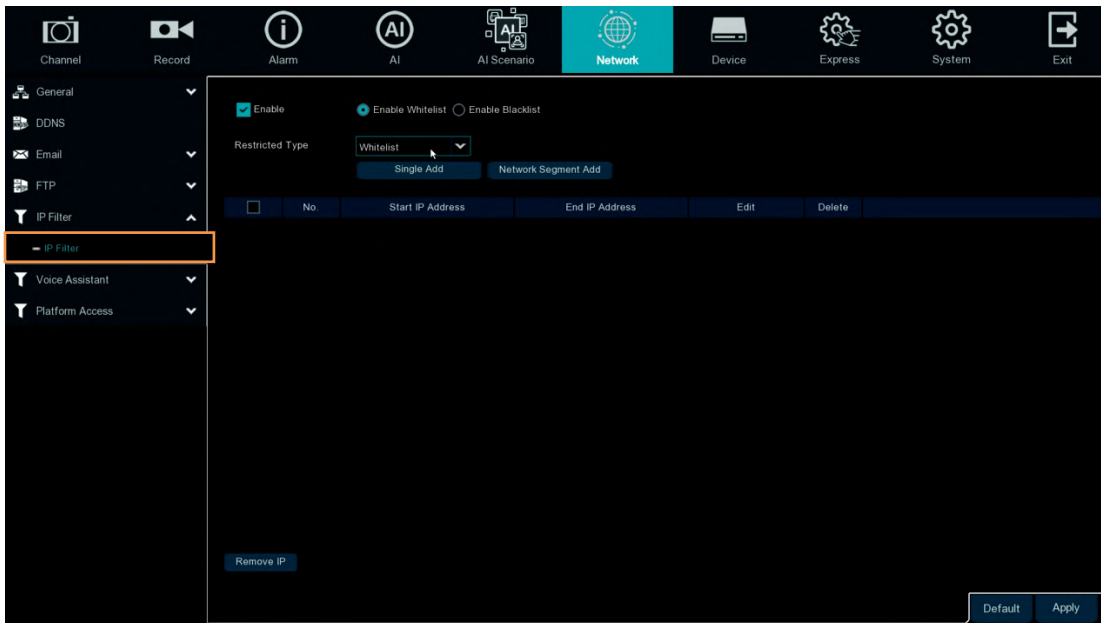 Channel Record Alarm AI AI Scenario Network Device Express System Exit
General
DDNS
Email
FTP
IP Filter
IP Filter
Voice Assistant
Platform Access
Enable Enable Whitelist Enable Blacklist
Restricted Type Whitelist
Single Add Network Segment Add
No. Start IP Address End IP Address Edit Delete
Remove IP
Default Apply